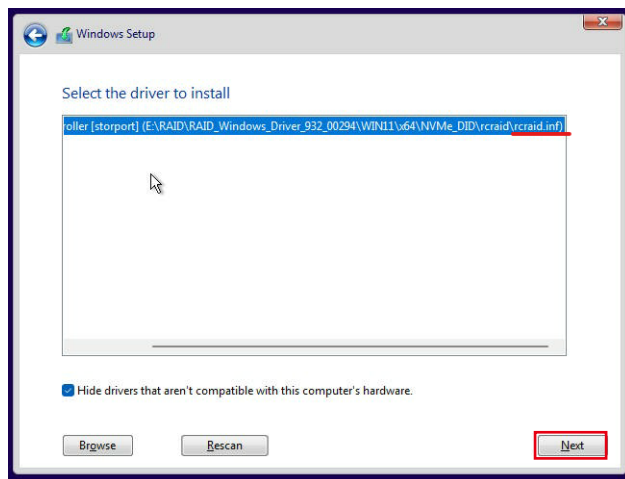 Windows Setup
Select the driver to install
roller [storport] (E:\RAID\RAID_Windows_Driver_932_00294\WIN11\x64\NVMe_DID\rcraid\rcraid.inf)
Hide drivers that aren't compatible with this computer's hardware.
Browse Rescan Next